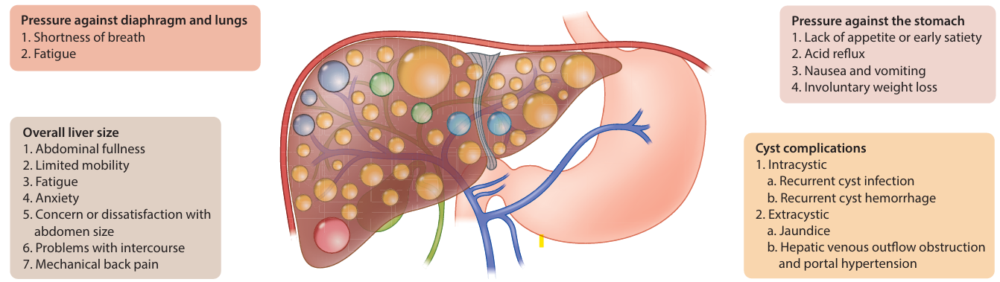 Pressure against diaphragm and lungs
1. Shortness of breath
2. Fatigue
Overall liver size
1. Abdominal fullness
2. Limited mobility
3. Fatigue
4. Anxiety
5. Concern or dissatisfaction with
abdomen size
6. Problems with intercourse
7. Mechanical back pain
Pressure against the stomach
1. Lack of appetite or early satiety
2. Acid reflux
3. Nausea and vomiting
4. Involuntary weight loss
Cyst complications
1. Intracystic
a. Recurrent cyst infection
b. Recurrent cyst hemorrhage
2. Extracystic
a. Jaundice
b. Hepatic venous outflow obstruction
and portal hypertension